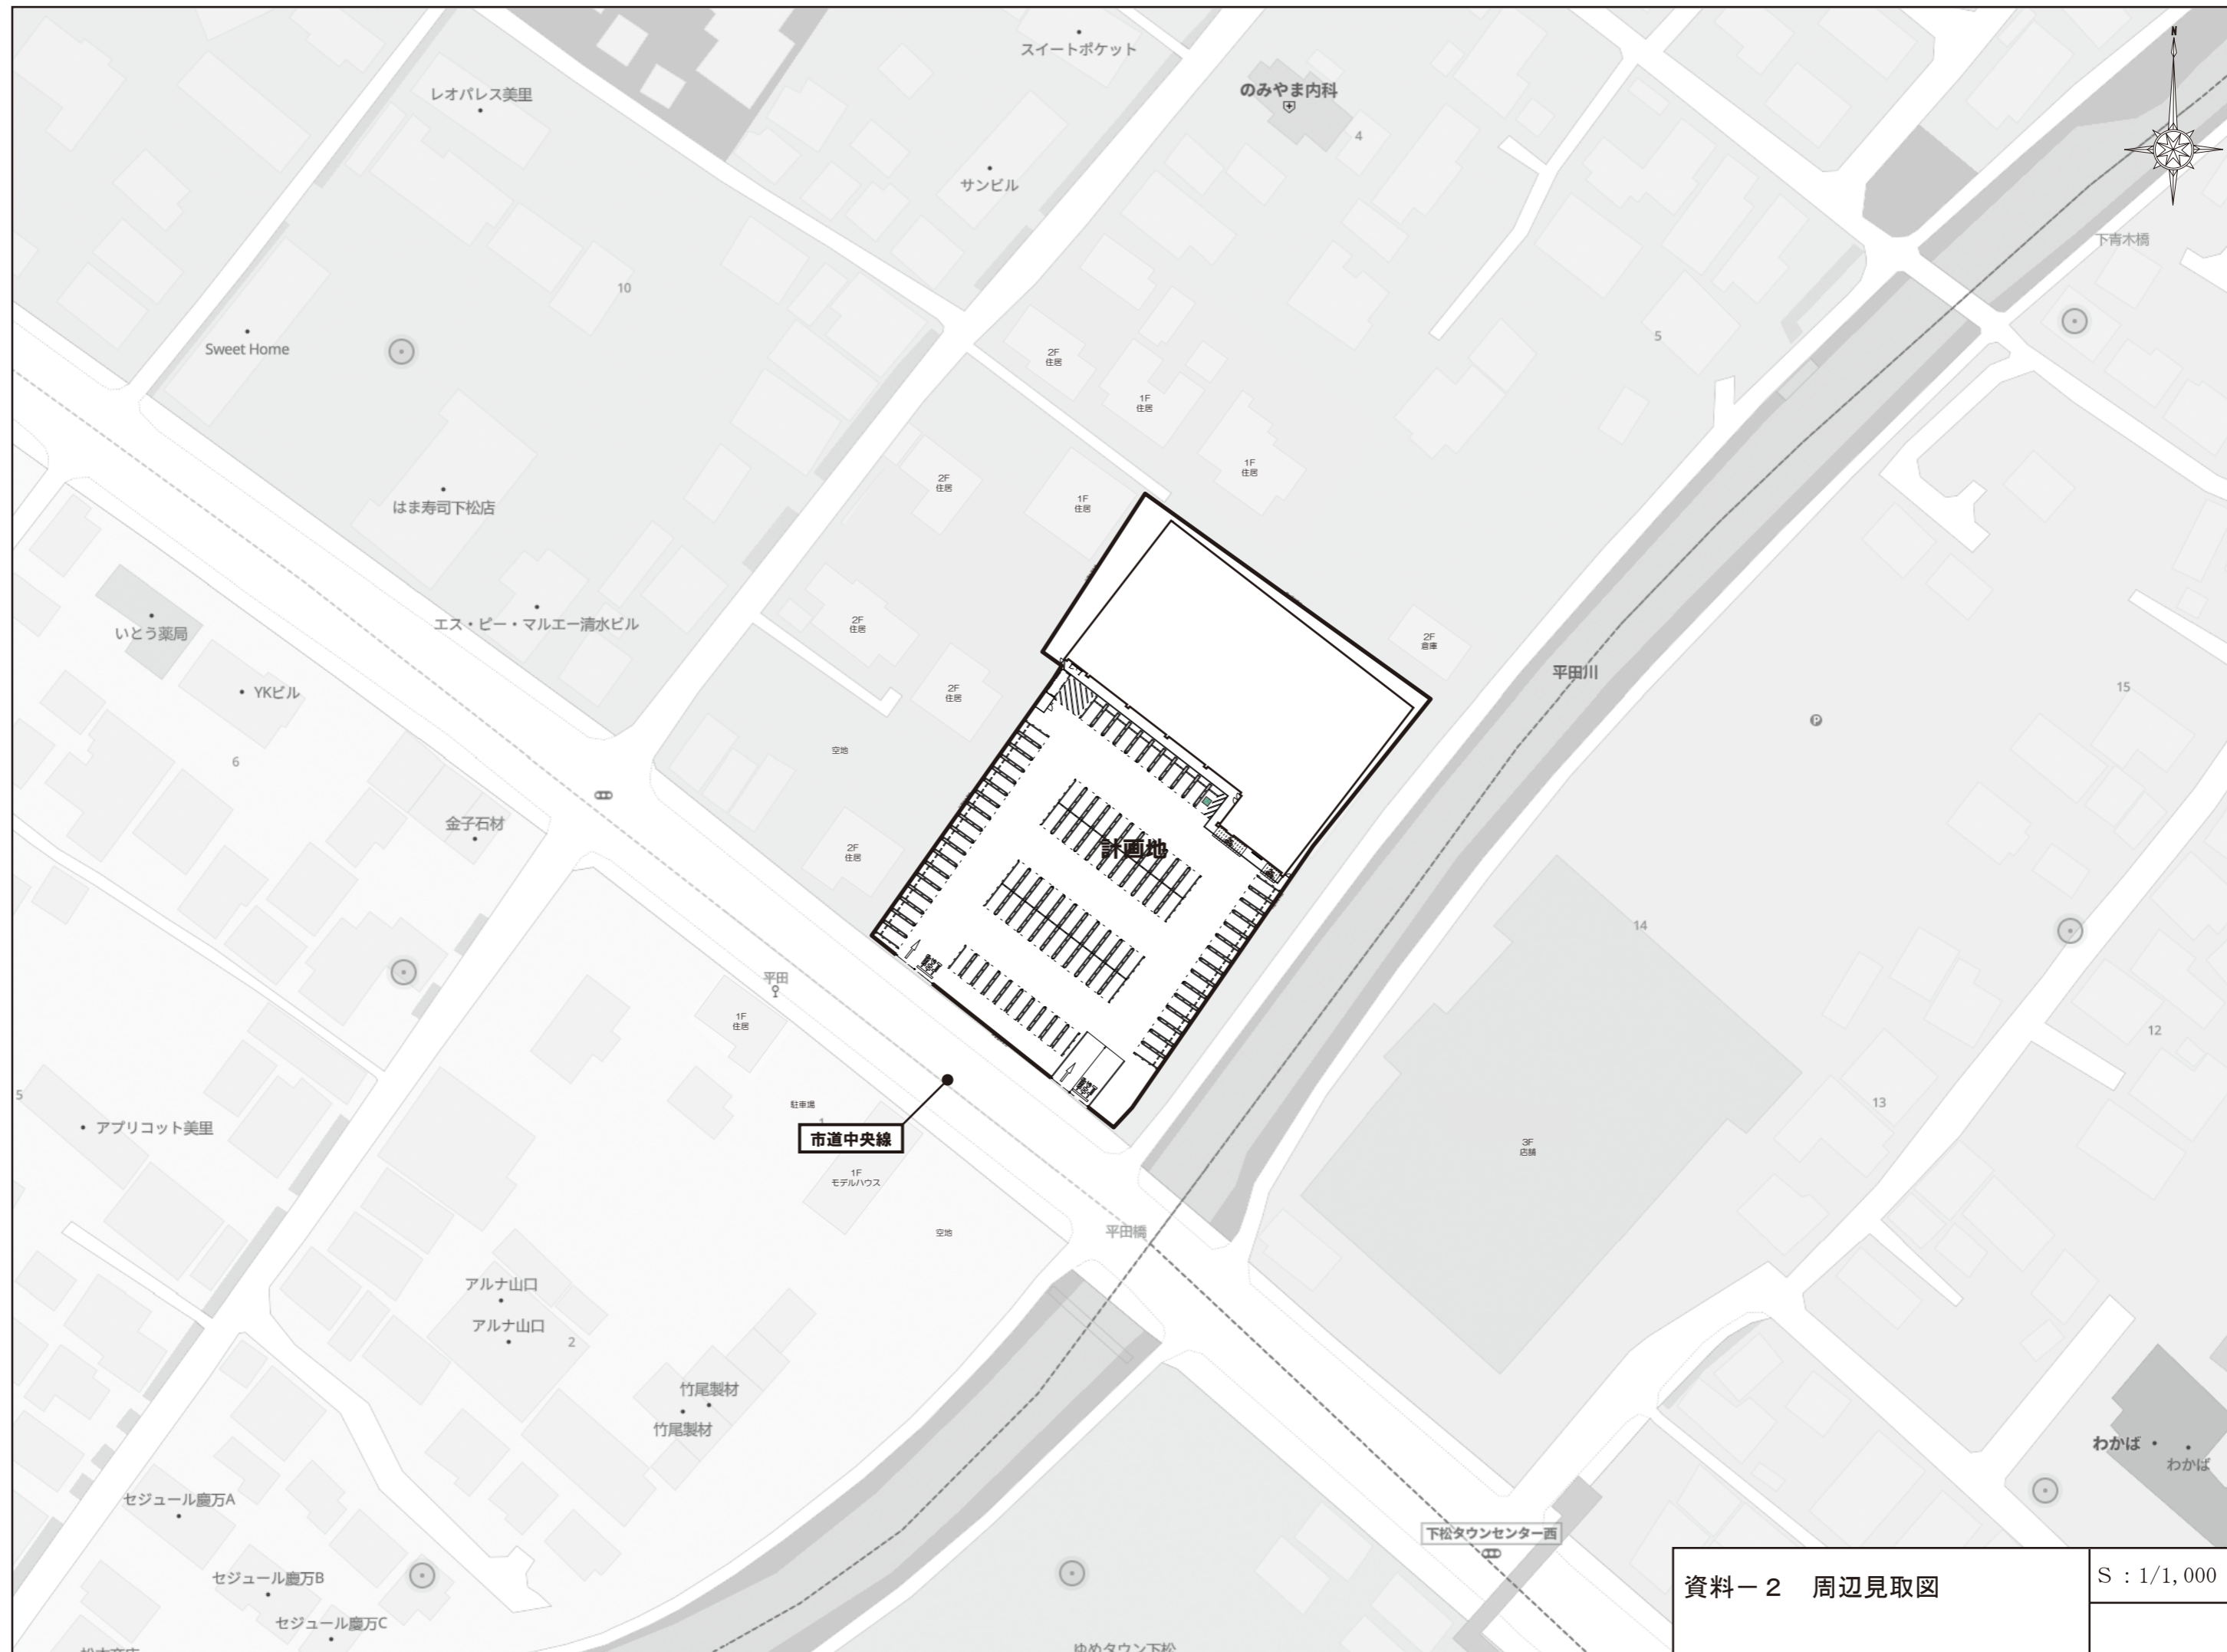 N
スイートポケット
レオパレス美里
のみやま内科
4
サンビル
下青木橋
10
5
Sweet Home
2F
住居
1F
住居
1F
住居
2F
住居
1F
住居
はま寿司下松店
エス・ピー・マルエー清水ビル
2F
住居
2F
倉庫
いとう薬局
平田川
15
YKビル
2F
住居
P
空地
6
金子石材
2F
住居
計画地
14
平田
1F
住居
12
5
駐車場
1
13
アプリコット美里
市道中央線
3F
店舗
1F
モデルハウス
平田橋
空地
アルナ山口
アルナ山口
2
竹尾製材
竹尾製材
わかば
わかば
セジュール慶万A
下松タウンセンター西
セジュール慶万B
セジュール慶万C
ゆめタウン下松
資料－２　周辺見取図
S : 1/1,000